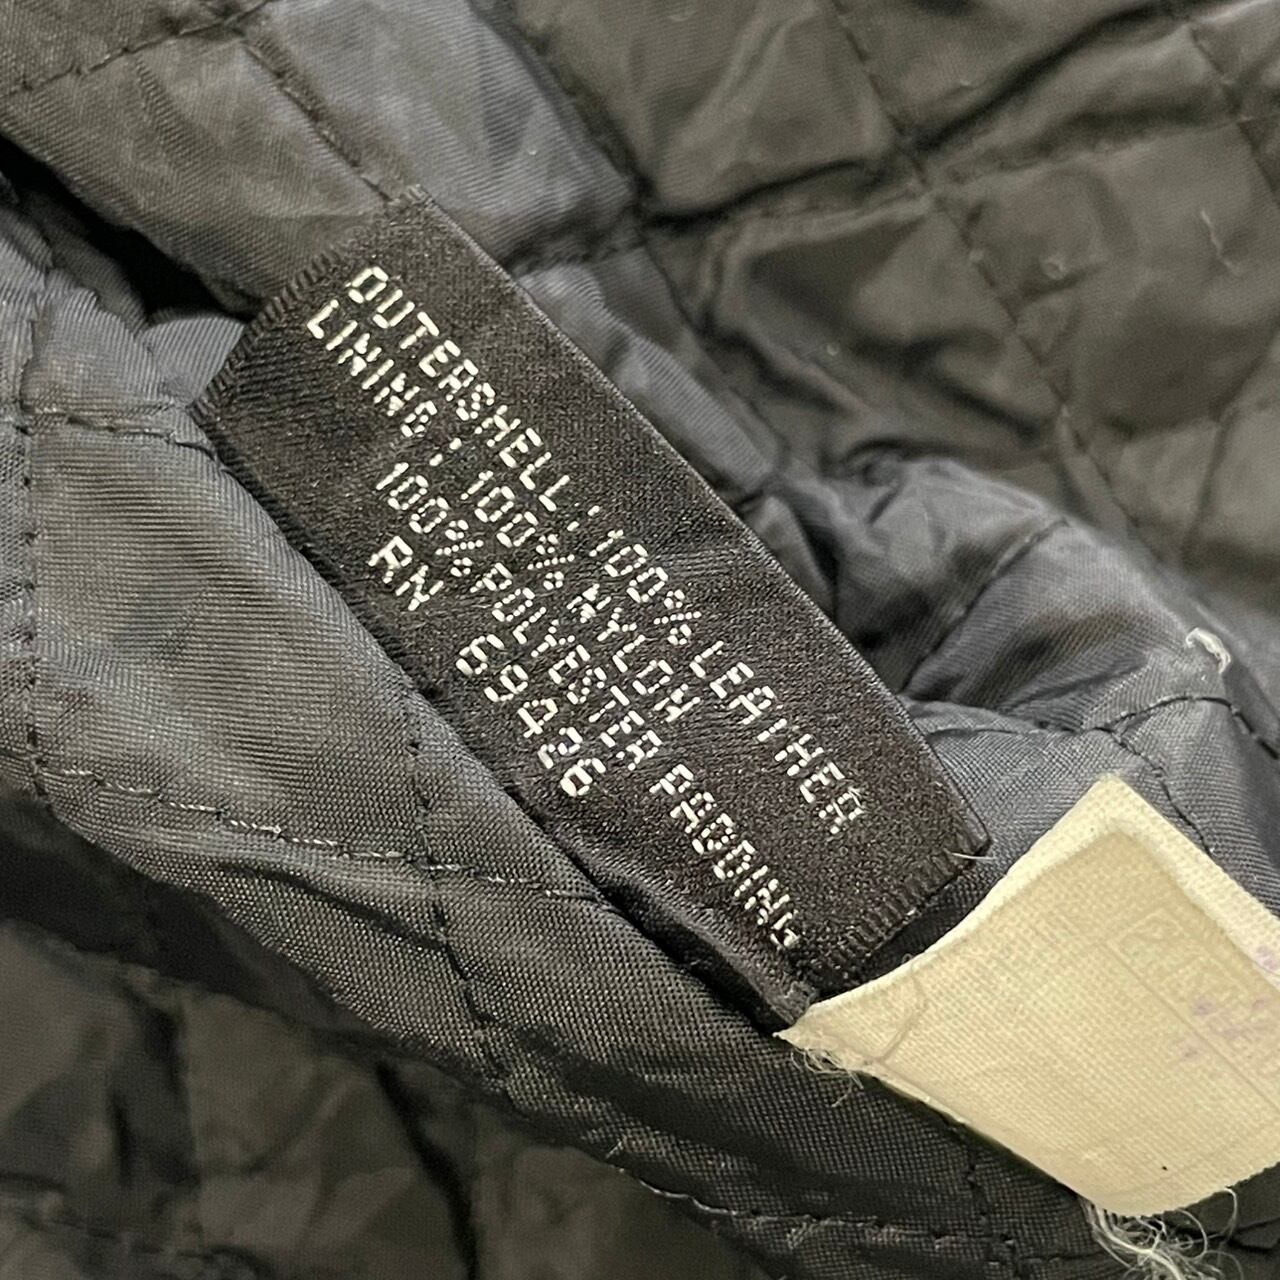 OUTERSHELL : 100% LEATHER
LINING : 100% NYLON
100% POLYESTER PADDING
RN 69426